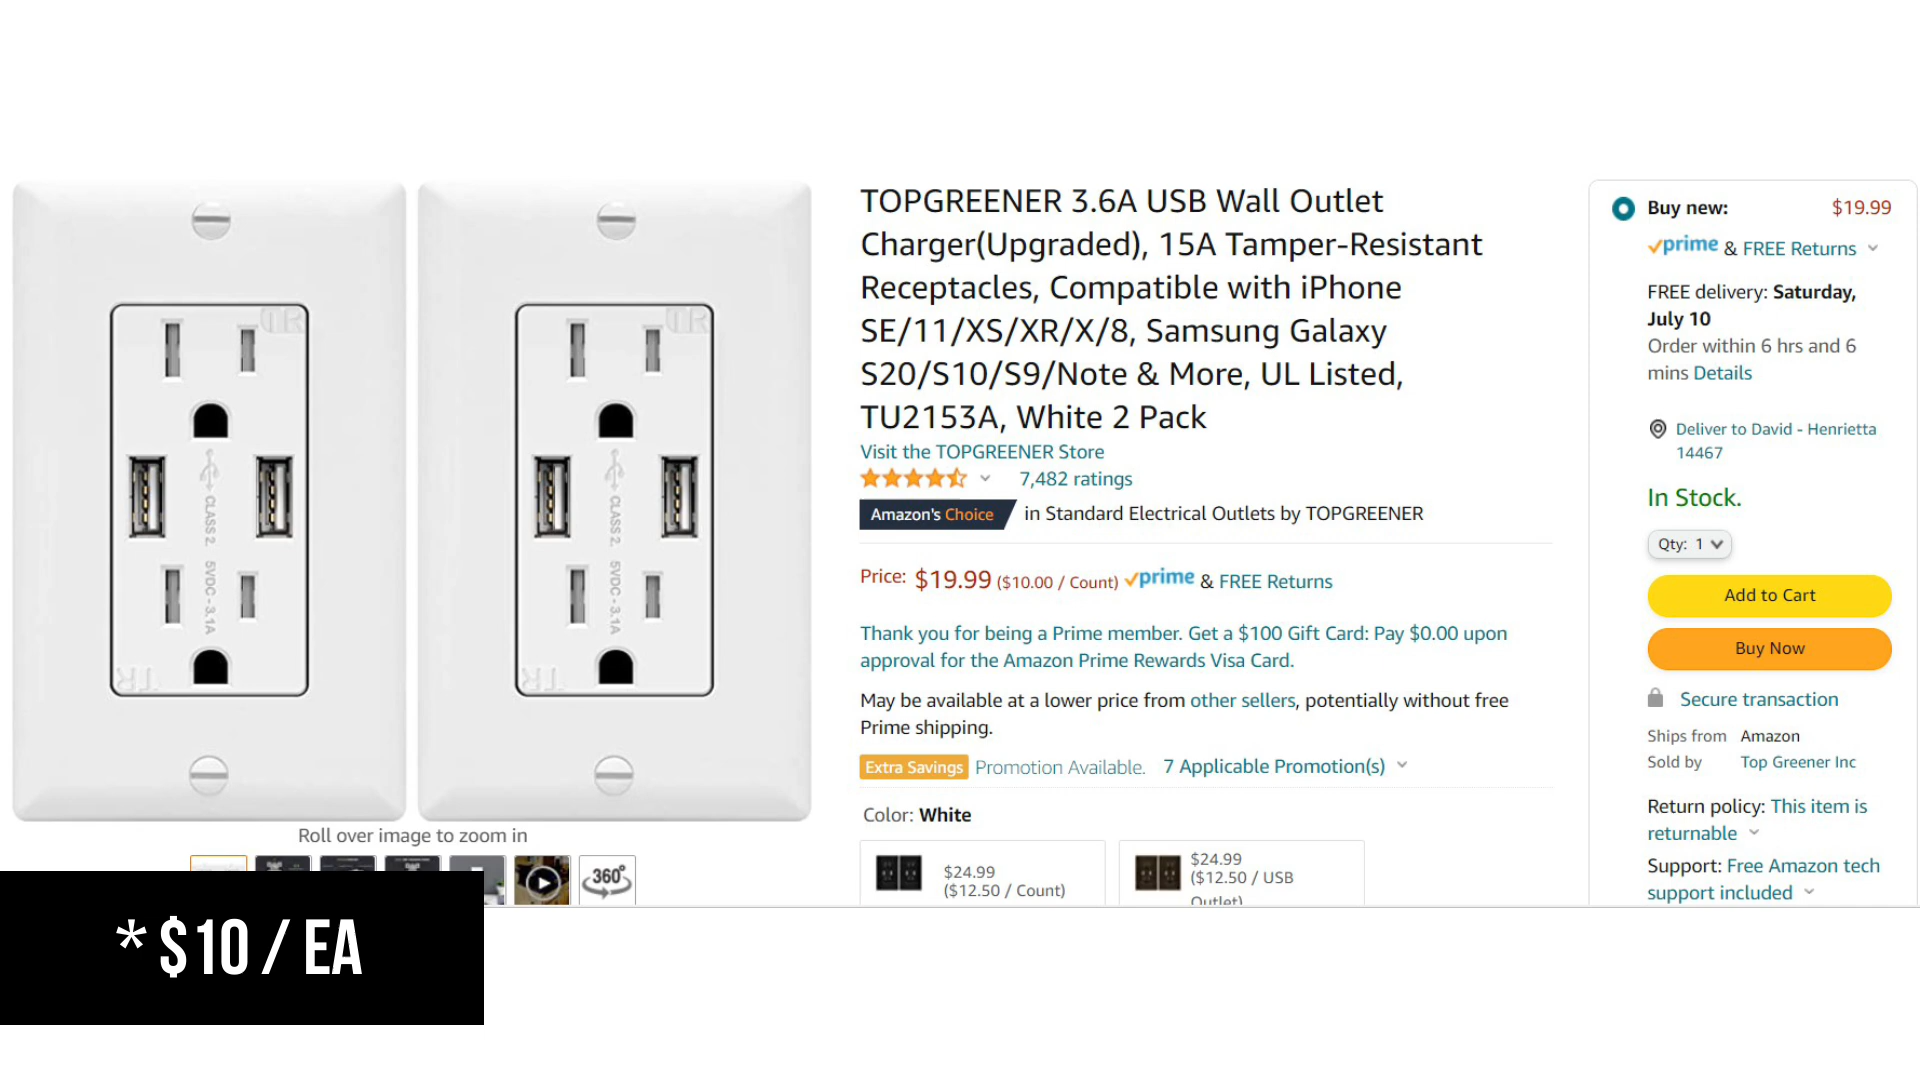 TR
CLASS 2. 5VDC - 3.1A
TR
TR
CLASS 2. 5VDC - 3.1A
TR
Roll over image to zoom in
360°
* $10 / EA
TOPGREENER 3.6A USB Wall Outlet
Charger(Upgraded), 15A Tamper-Resistant
Receptacles, Compatible with iPhone
SE/11/XS/XR/X/8, Samsung Galaxy
S20/S10/S9/Note & More, UL Listed,
TU2153A, White 2 Pack
Visit the TOPGREENER Store
7,482 ratings
Amazon's Choice in Standard Electrical Outlets by TOPGREENER
Price: $19.99 ($10.00 / Count) prime & FREE Returns
Thank you for being a Prime member. Get a $100 Gift Card: Pay $0.00 upon
approval for the Amazon Prime Rewards Visa Card.
May be available at a lower price from other sellers, potentially without free
Prime shipping.
Extra Savings Promotion Available. 7 Applicable Promotion(s)
Color: White
$24.99
($12.50 / Count)
$24.99
($12.50 / USB
Outlet)
Buy new: $19.99
prime & FREE Returns
FREE delivery: Saturday,
July 10
Order within 6 hrs and 6
mins Details
Deliver to David - Henrietta
14467
In Stock.
Qty: 1
Add to Cart
Buy Now
Secure transaction
Ships from Amazon
Sold by Top Greener Inc
Return policy: This item is
returnable
Support: Free Amazon tech
support included